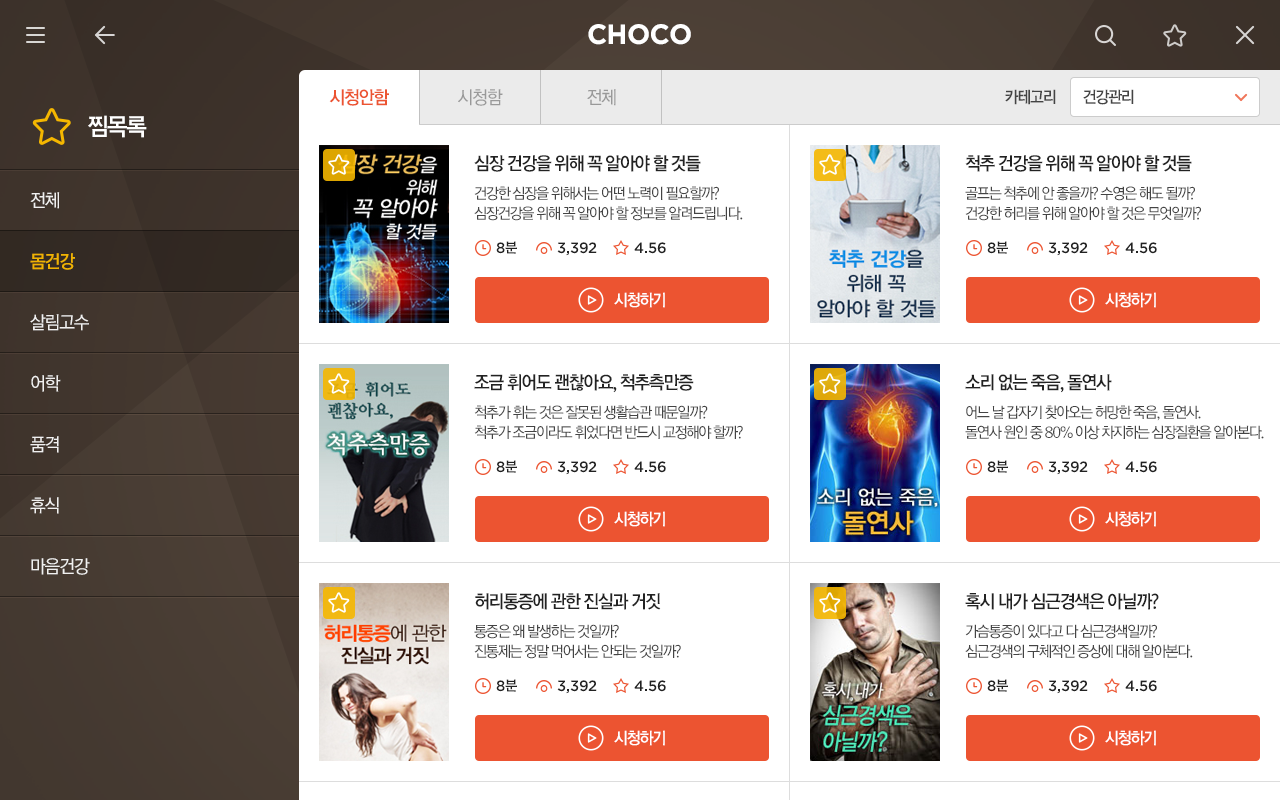 CHOCO
찜목록
전체
몸건강
살림고수
어학
품격
휴식
마음건강
시청안함
시청함
전체
카테고리
건강관리
장 건강을
위해
꼭 알아야
할 것들
심장 건강을 위해 꼭 알아야 할 것들
건강한 심장을 위해서는 어떤 노력이 필요할까?
심장건강을 위해 꼭 알아야 할 정보를 알려드립니다.
8분 3,392 4.56
시청하기
척추 건강을
위해 꼭
알아야 할 것들
척추 건강을 위해 꼭 알아야 할 것들
골프는 척추에 안 좋을까? 수영은 해도 될까?
건강한 허리를 위해 알아야 할 것은 무엇일까?
8분 3,392 4.56
시청하기
휘어도
괜찮아요,
척추측만증
조금 휘어도 괜찮아요, 척추측만증
척추가 휘는 것은 잘못된 생활습관 때문일까?
척추가 조금이라도 휘었다면 반드시 교정해야 할까?
8분 3,392 4.56
시청하기
소리 없는 죽음,
돌연사
소리 없는 죽음, 돌연사
어느 날 갑자기 찾아오는 허망한 죽음, 돌연사.
돌연사 원인 중 80% 이상 차지하는 심장질환을 알아본다.
8분 3,392 4.56
시청하기
허리통증에 관한
진실과 거짓
허리통증에 관한 진실과 거짓
통증은 왜 발생하는 것일까?
진통제는 정말 먹어서는 안되는 것일까?
8분 3,392 4.56
시청하기
혹시 내가
심근경색은
아닐까?
혹시 내가 심근경색은 아닐까?
가슴통증이 있다고 다 심근경색일까?
심근경색의 구체적인 증상에 대해 알아본다.
8분 3,392 4.56
시청하기